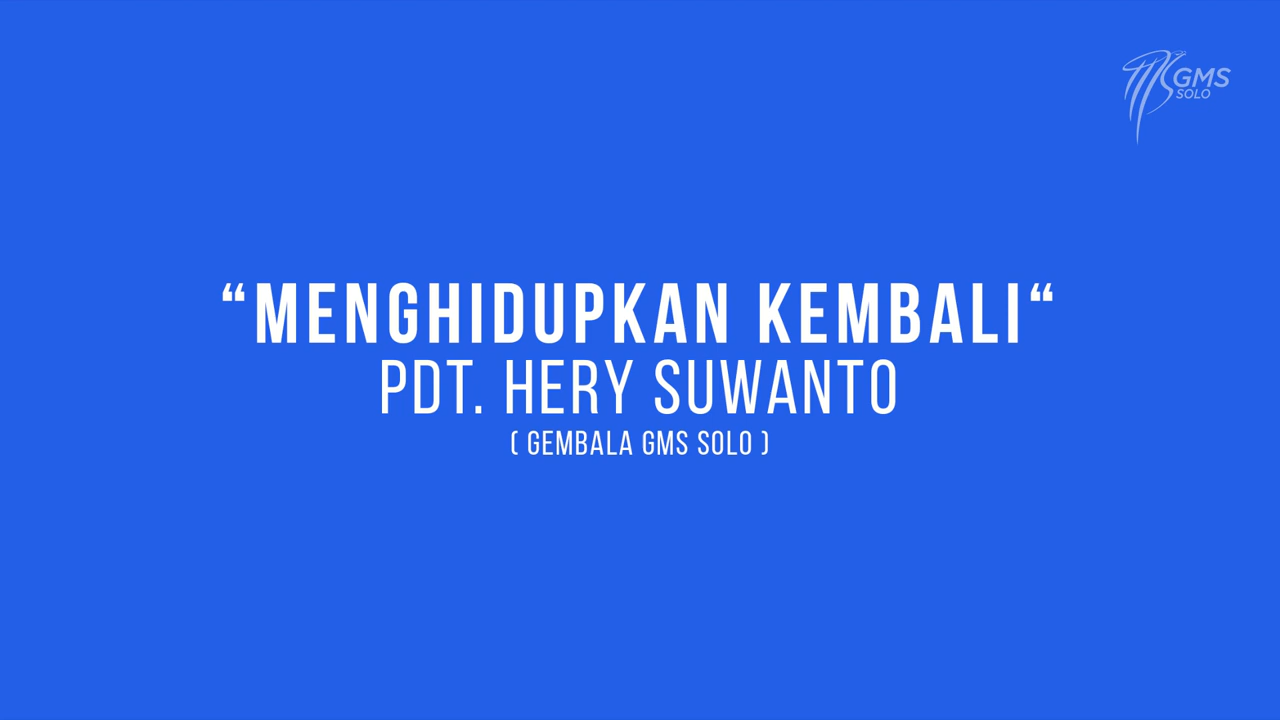 GMS
SOLO
“MENGHIDUPKAN KEMBALI“
PDT. HERY SUWANTO
( GEMBALA GMS SOLO )